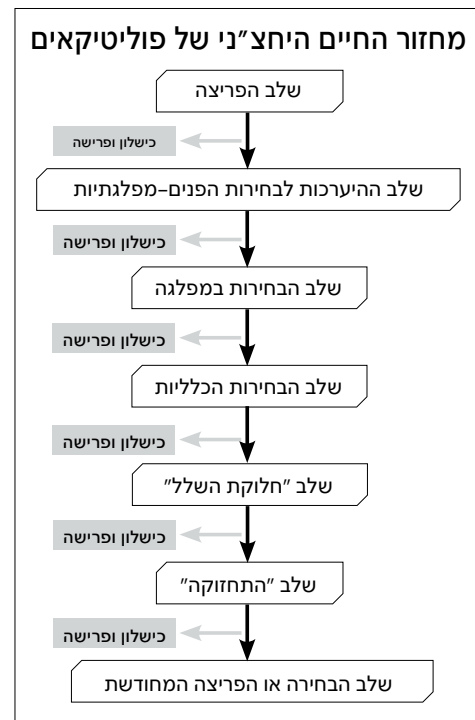 מחזור החיים היחצ"ני של פוליטיקאים
שלב הפריצה
כישלון ופרישה
שלב ההיערכות לבחירות הפנים–מפלגתיות
כישלון ופרישה
שלב הבחירות במפלגה
כישלון ופרישה
שלב הבחירות הכלליות
כישלון ופרישה
שלב "חלוקת השלל"
כישלון ופרישה
שלב "התחזוקה"
כישלון ופרישה
שלב הבחירה או הפריצה המחודשת